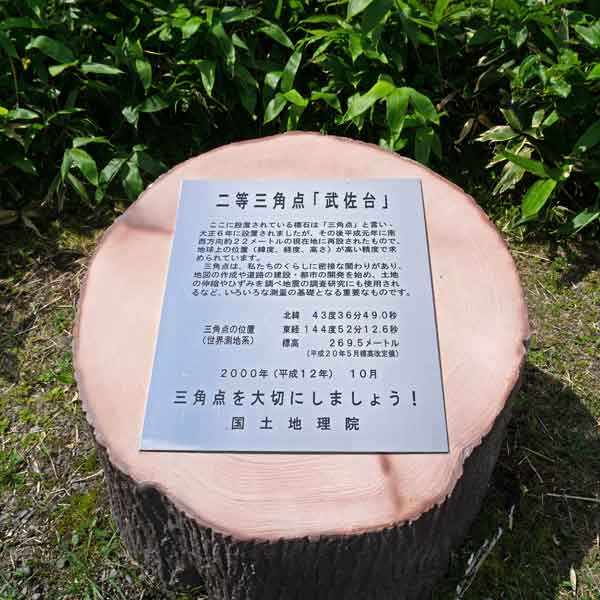 二等三角点「武佐台」
ここに設置されている標石は「三角点」と言い、
大正6年に設置されましたが、その後平成元年に南
西方向約22メートルの現在地に再設されたもので、
地球上の位置（緯度、経度、高さ）が高い精度で求
められています。
三角点は、私たちのくらしに密接な関わりがあり、
地図の作成や道路の建設・都市の開発を始め、土地
の伸縮やひずみを調べ地震の調査研究にも使用され
るなど、いろいろな測量の基礎となる重要なものです。
北緯 43度36分49.0秒
三角点の位置 東経 144度52分12.6秒
（世界測地系） 標高 269.5メートル
（平成20年5月標高改定値）
2000年（平成12年） 10月
三角点を大切にしましょう！
国土地理院